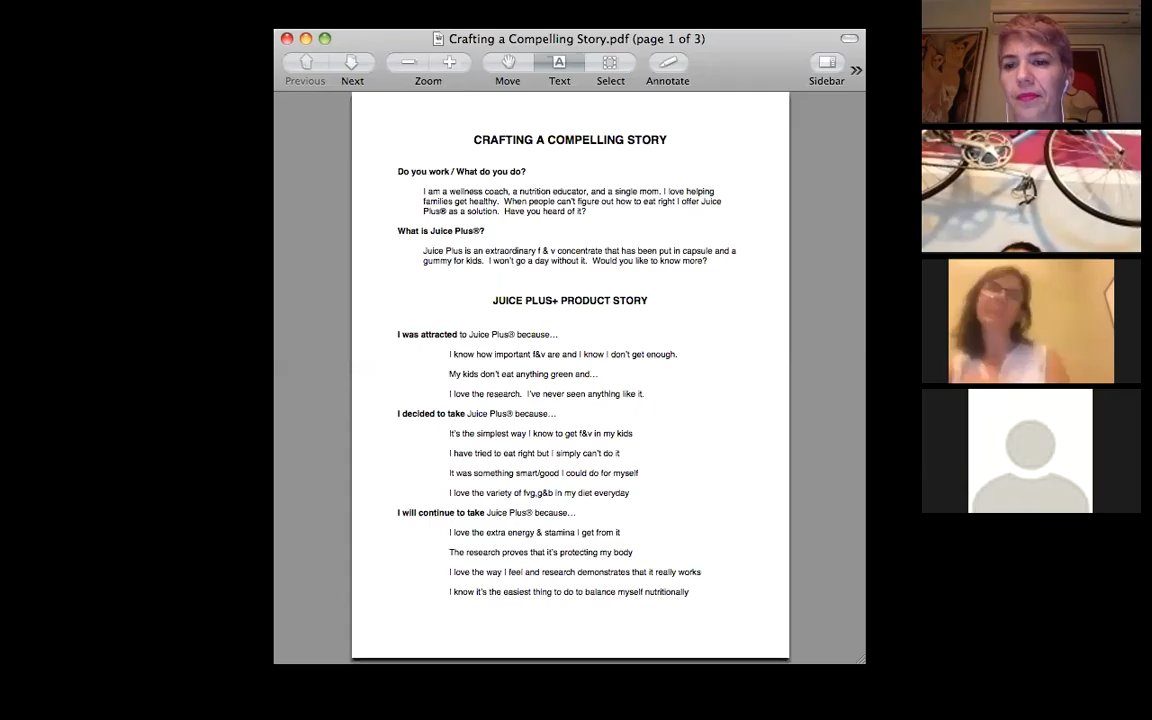 Crafting a Compelling Story.pdf (page 1 of 3)
Previous Next Zoom Move Text Select Annotate Sidebar »
CRAFTING A COMPELLING STORY
Do you work / What do you do?
I am a wellness coach, a nutrition educator, and a single mom. I love helping
families get healthy. When people can't figure out how to eat right I offer Juice
Plus® as a solution. Have you heard of it?
What is Juice Plus®?
Juice Plus is an extraordinary f & v concentrate that has been put in capsule and a
gummy for kids. I won't go a day without it. Would you like to know more?
JUICE PLUS+ PRODUCT STORY
I was attracted to Juice Plus® because…
I know how important f&v are and I know I don't get enough.
My kids don't eat anything green and…
I love the research. I've never seen anything like it.
I decided to take Juice Plus® because…
It's the simplest way I know to get f&v in my kids
I have tried to eat right but I simply can't do it
It was something smart/good I could do for myself
I love the variety of fvg,g&b in my diet everyday
I will continue to take Juice Plus® because…
I love the extra energy & stamina I get from it
The research proves that it's protecting my body
I love the way I feel and research demonstrates that it really works
I know it's the easiest thing to do to balance myself nutritionally